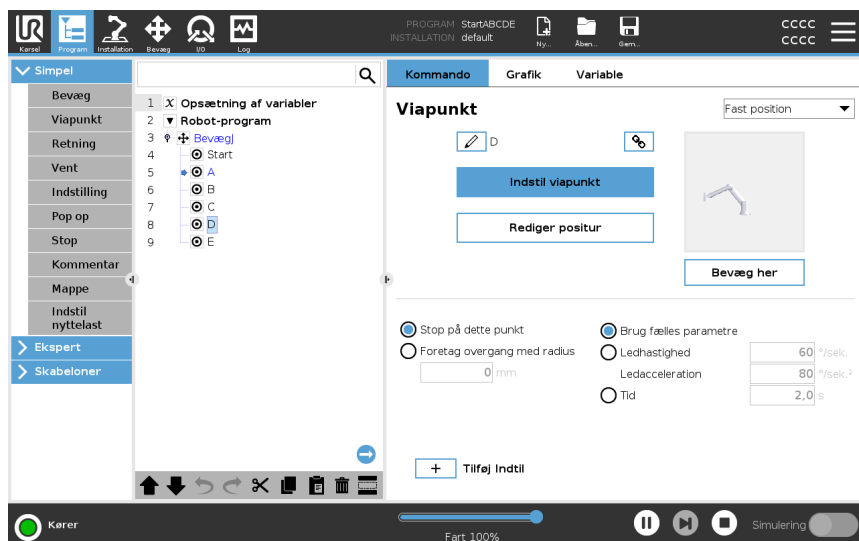 UR
Kørsel
Program
Installation
Bevæg
I/O
Log
PROGRAM StartABCDE
INSTALLATION default
Ny...
Åben...
Gem...
CCCC
CCCC
Simpel
Bevæg
Viapunkt
Retning
Vent
Indstilling
Pop op
Stop
Kommentar
Mappe
Indstil
nyttelast
Ekspert
Skabeloner
1 X Opsætning af variabler
2 Robot-program
3 BevægJ
4 Start
5 A
6 B
7 C
8 D
9 E
Kommando Grafik Variable
Viapunkt
Fast position
D
Indstil viapunkt
Rediger positur
Bevæg her
Stop på dette punkt
Foretag overgang med radius
0 mm
Brug fælles parametre
Ledhastighed 60 °/sek.
Ledacceleration 80 °/sek.²
Tid 2,0 s
+ Tilføj Indtil
Kører
Fart 100%
Simulering